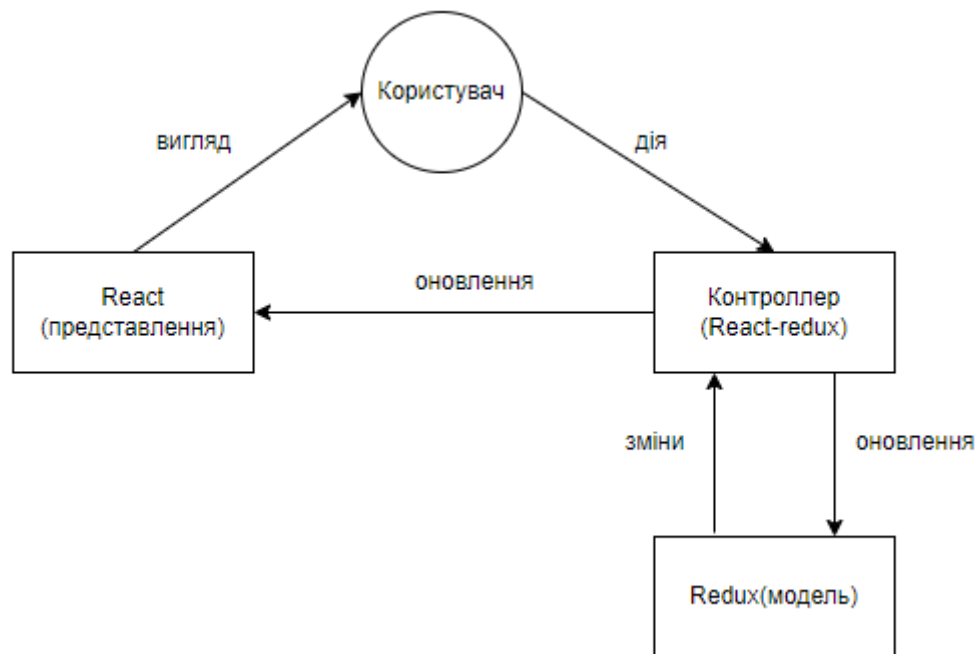 Користувач
вигляд
дія
React
(представлення)
оновлення
Контроллер
(React-redux)
зміни
оновлення
Redux(модель)